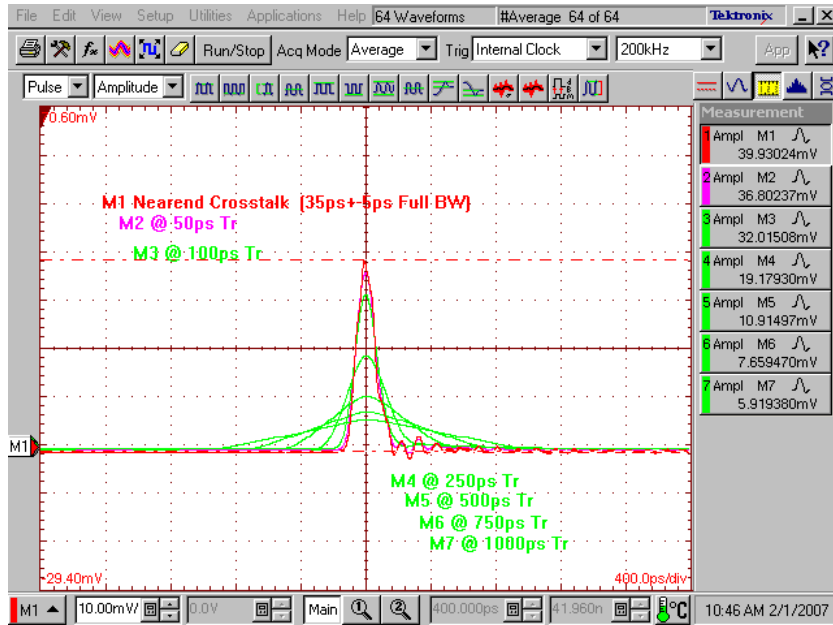 File Edit View Setup Utilities Applications Help 64 Waveforms #Average 64 of 64 Tektronix
Run/Stop Acq Mode Average Trig Internal Clock 200kHz App
Pulse Amplitude
Measurement
0.60mV
1 Ampl M1
39.93024mV
M1 Nearend Crosstalk (35ps+-5ps Full BW)
M2 @ 50ps Tr
M3 @ 100ps Tr
2 Ampl M2
36.80237mV
3 Ampl M3
32.01508mV
4 Ampl M4
19.17930mV
5 Ampl M5
10.91497mV
6 Ampl M6
7.659470mV
7 Ampl M7
5.919380mV
M1
M4 @ 250ps Tr
M5 @ 500ps Tr
M6 @ 750ps Tr
M7 @ 1000ps Tr
-29.40mV 400.0ps/div
M1 10.00mV/ 0.0V Main 1 2 400.000ps 41.960n °C 10:46 AM 2/1/2007